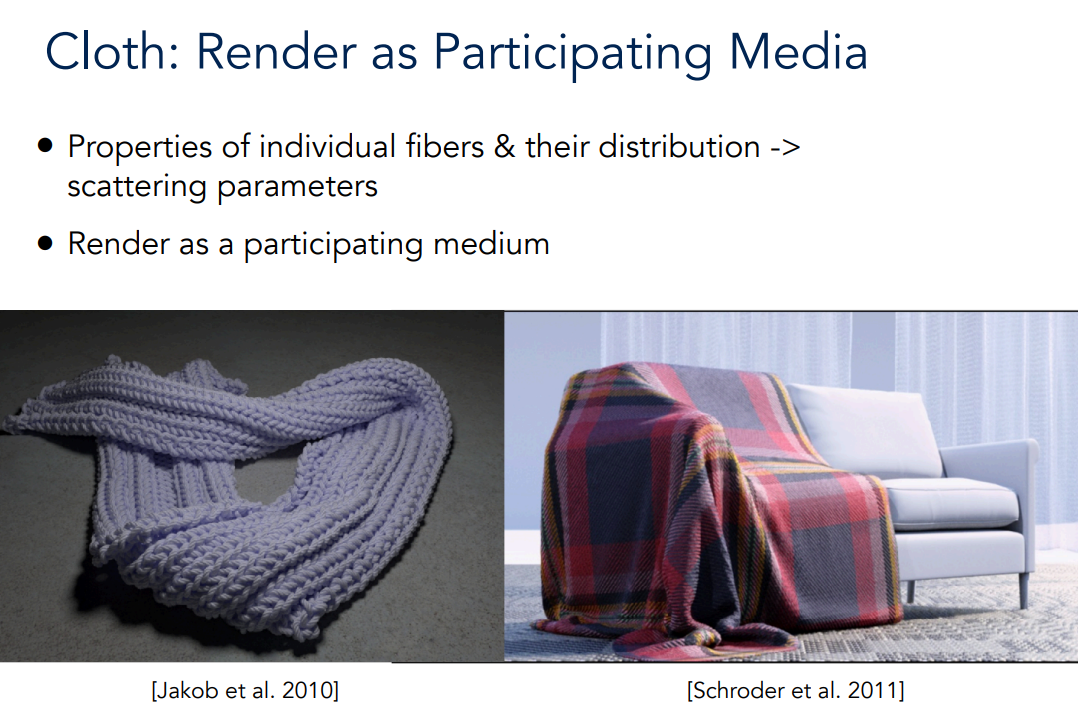 Cloth: Render as Participating Media
● Properties of individual fibers & their distribution ->
scattering parameters
● Render as a participating medium
[Jakob et al. 2010]
[Schroder et al. 2011]